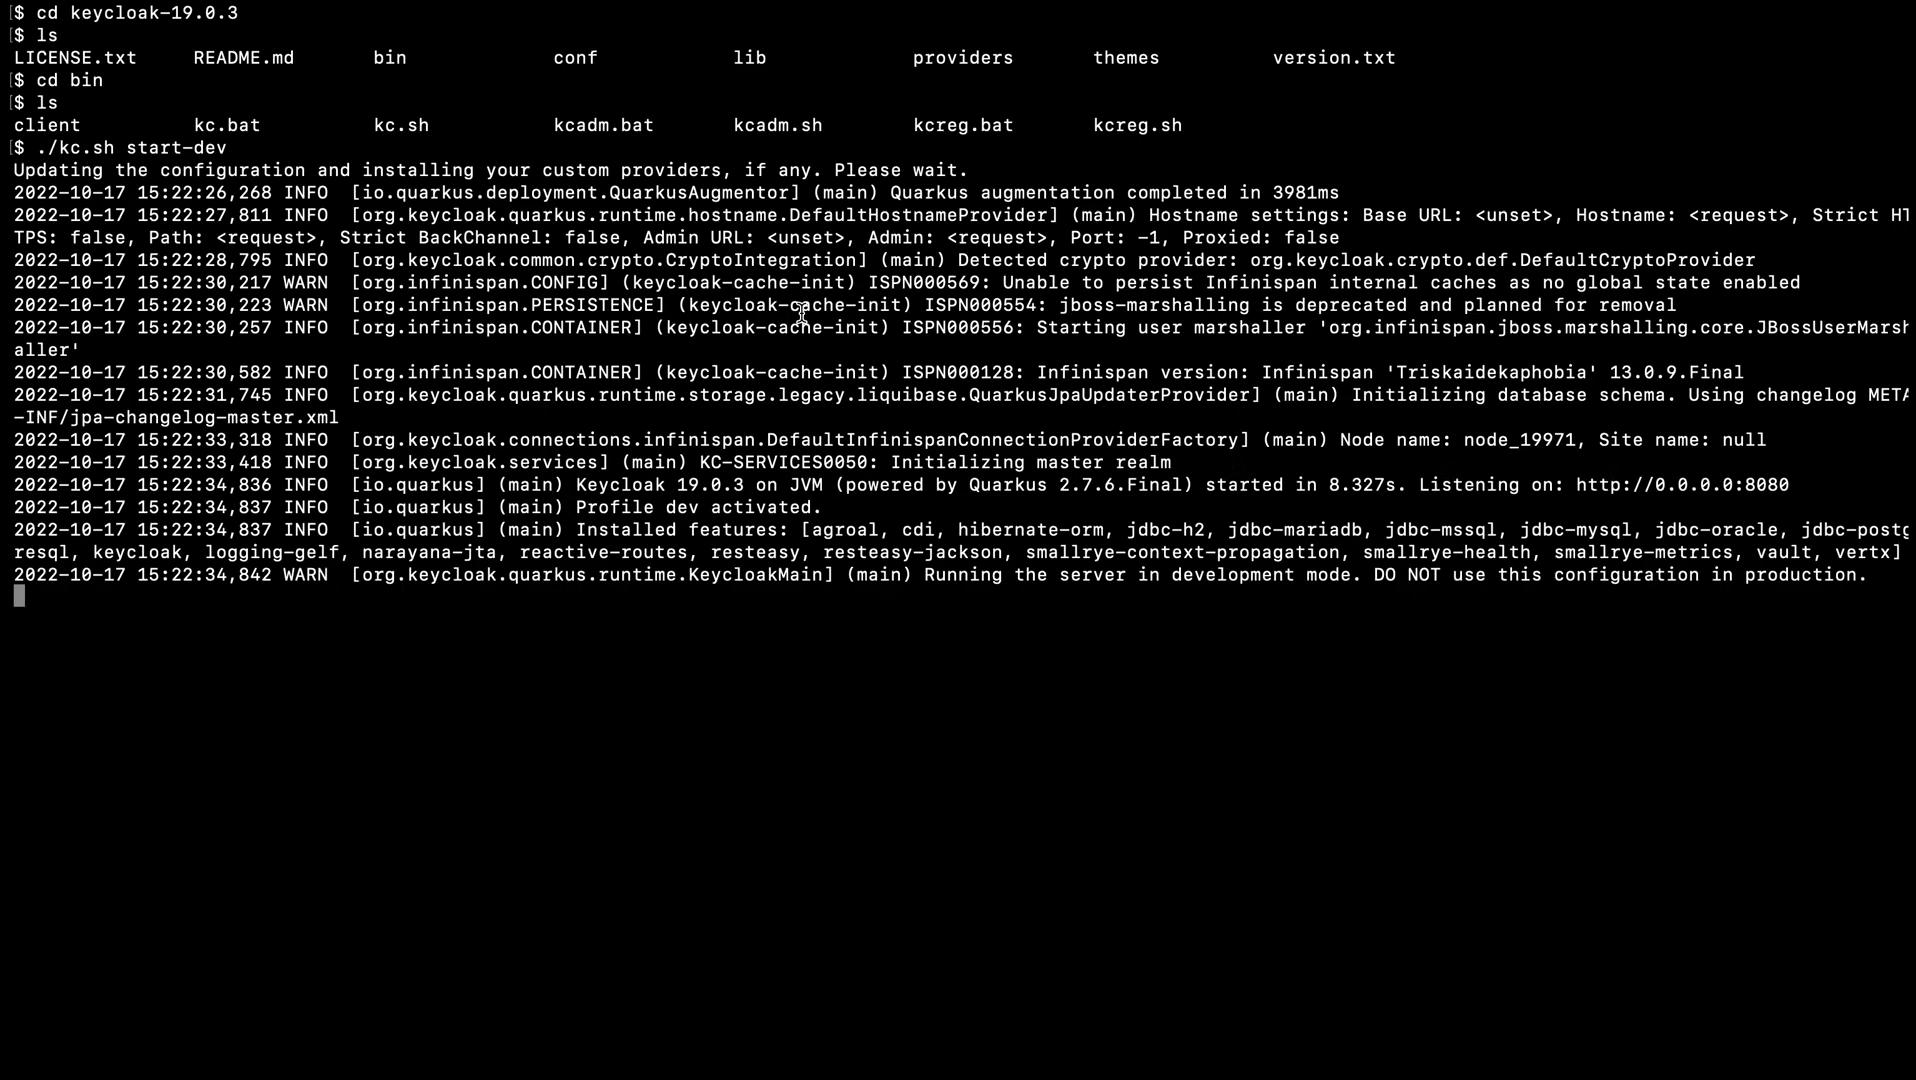 [$ cd keycloak-19.0.3
[$ ls
LICENSE.txt     README.md       bin             conf            lib             providers       themes          version.txt
[$ cd bin
[$ ls
client          kc.bat          kc.sh           kcadm.bat       kcadm.sh        kcreg.bat       kcreg.sh
[$ ./kc.sh start-dev
Updating the configuration and installing your custom providers, if any. Please wait.
2022-10-17 15:22:26,268 INFO  [io.quarkus.deployment.QuarkusAugmentor] (main) Quarkus augmentation completed in 3981ms
2022-10-17 15:22:27,811 INFO  [org.keycloak.quarkus.runtime.hostname.DefaultHostnameProvider] (main) Hostname settings: Base URL: <unset>, Hostname: <request>, Strict HT
TPS: false, Path: <request>, Strict BackChannel: false, Admin URL: <unset>, Admin: <request>, Port: -1, Proxied: false
2022-10-17 15:22:28,795 INFO  [org.keycloak.common.crypto.CryptoIntegration] (main) Detected crypto provider: org.keycloak.crypto.def.DefaultCryptoProvider
2022-10-17 15:22:30,217 WARN  [org.infinispan.CONFIG] (keycloak-cache-init) ISPN000569: Unable to persist Infinispan internal caches as no global state enabled
2022-10-17 15:22:30,223 WARN  [org.infinispan.PERSISTENCE] (keycloak-cache-init) ISPN000554: jboss-marshalling is deprecated and planned for removal
2022-10-17 15:22:30,257 INFO  [org.infinispan.CONTAINER] (keycloak-cache-init) ISPN000556: Starting user marshaller 'org.infinispan.jboss.marshalling.core.JBossUserMarsh
aller'
2022-10-17 15:22:30,582 INFO  [org.infinispan.CONTAINER] (keycloak-cache-init) ISPN000128: Infinispan version: Infinispan 'Triskaidekaphobia' 13.0.9.Final
2022-10-17 15:22:31,745 INFO  [org.keycloak.quarkus.runtime.storage.legacy.liquibase.QuarkusJpaUpdaterProvider] (main) Initializing database schema. Using changelog META
-INF/jpa-changelog-master.xml
2022-10-17 15:22:33,318 INFO  [org.keycloak.connections.infinispan.DefaultInfinispanConnectionProviderFactory] (main) Node name: node_19971, Site name: null
2022-10-17 15:22:33,418 INFO  [org.keycloak.services] (main) KC-SERVICES0050: Initializing master realm
2022-10-17 15:22:34,836 INFO  [io.quarkus] (main) Keycloak 19.0.3 on JVM (powered by Quarkus 2.7.6.Final) started in 8.327s. Listening on: http://0.0.0.0:8080
2022-10-17 15:22:34,837 INFO  [io.quarkus] (main) Profile dev activated.
2022-10-17 15:22:34,837 INFO  [io.quarkus] (main) Installed features: [agroal, cdi, hibernate-orm, jdbc-h2, jdbc-mariadb, jdbc-mssql, jdbc-mysql, jdbc-oracle, jdbc-postg
resql, keycloak, logging-gelf, narayana-jta, reactive-routes, resteasy, resteasy-jackson, smallrye-context-propagation, smallrye-health, smallrye-metrics, vault, vertx]
2022-10-17 15:22:34,842 WARN  [org.keycloak.quarkus.runtime.KeycloakMain] (main) Running the server in development mode. DO NOT use this configuration in production.